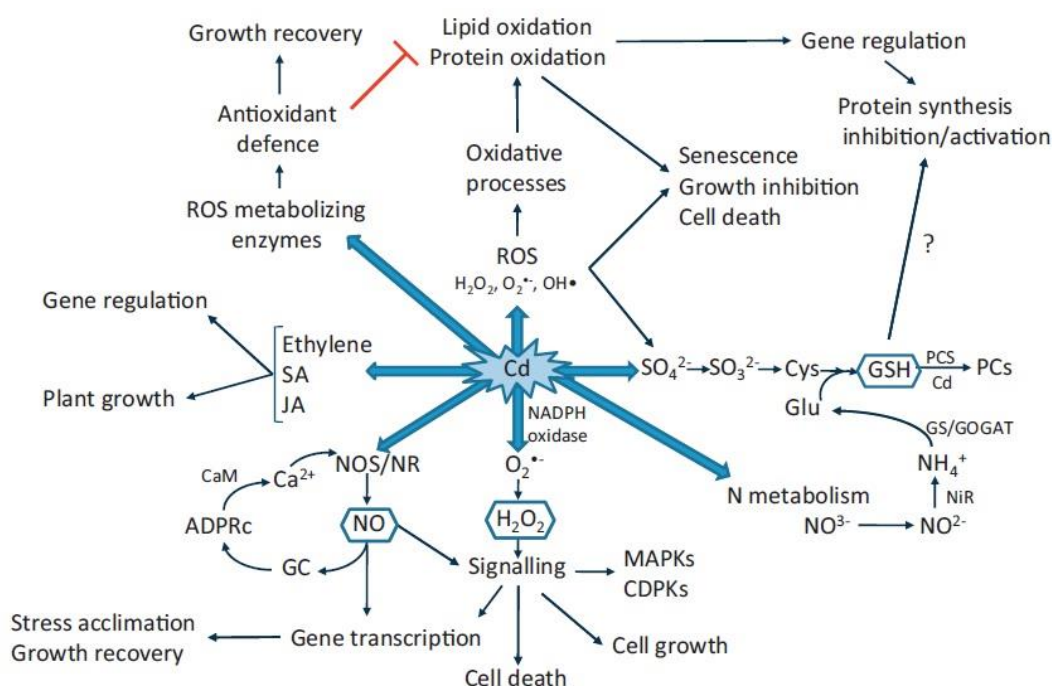 Growth recovery
Lipid oxidation
Protein oxidation
Gene regulation
Antioxidant
defence
Oxidative
processes
Protein synthesis
inhibition/activation
Senescence
Growth inhibition
Cell death
ROS metabolizing
enzymes
ROS
H₂O₂, O₂•-, OH•
?
Gene regulation
Ethylene
SA
JA
Plant growth
Cd
SO₄²⁻
SO₃²⁻
Cys
GSH
PCS
Cd
PCs
Glu
NADPH
oxidase
GS/GOGAT
CaM
Ca²⁺
NOS/NR
O₂•-
NH₄⁺
N metabolism
NiR
ADPRc
NO
H₂O₂
NO³⁻
NO²⁻
GC
Signalling
MAPKs
CDPKs
Stress acclimation
Growth recovery
Gene transcription
Cell growth
Cell death